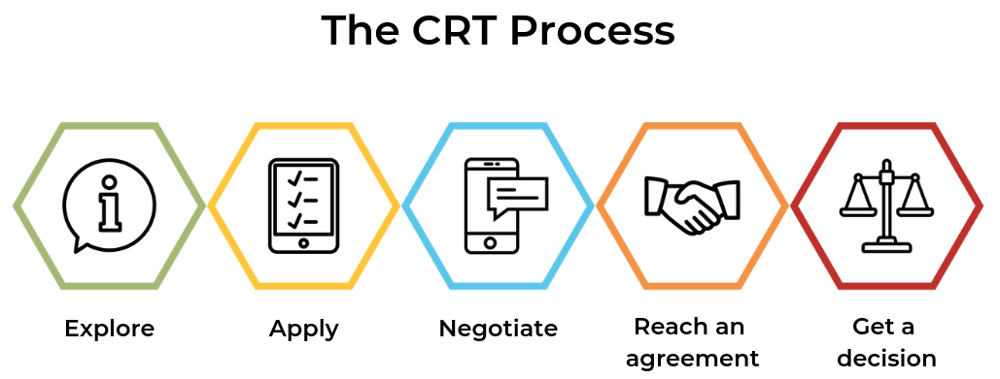 The CRT Process
Explore
Apply
Negotiate
Reach an
agreement
Get a
decision